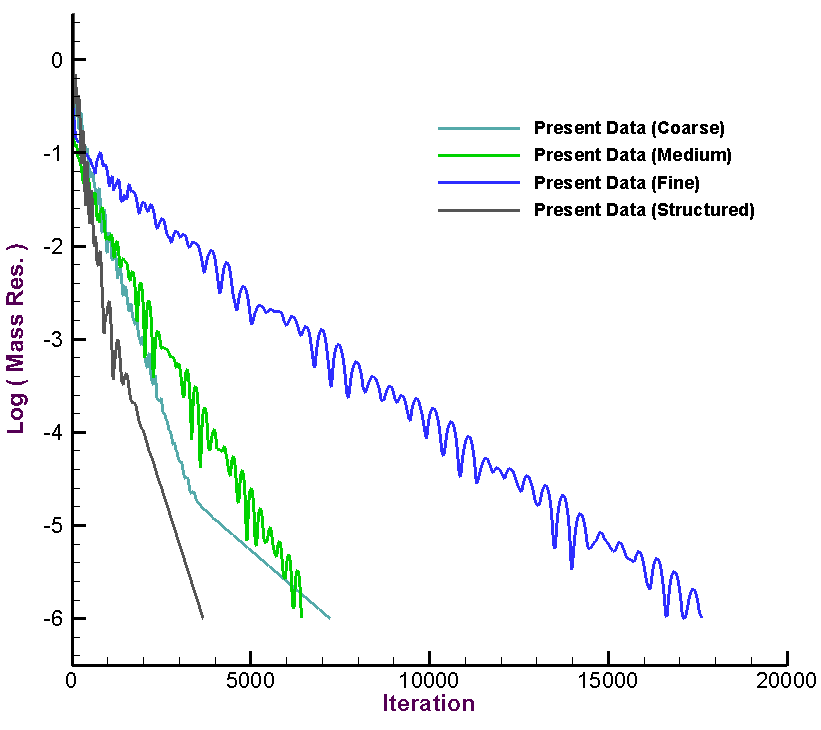 0
Present Data (Coarse)
-1
Present Data (Medium)
Present Data (Fine)
Present Data (Structured)
-2
Log ( Mass Res. )
-3
-4
-5
-6
0 5000 10000 15000 20000
Iteration